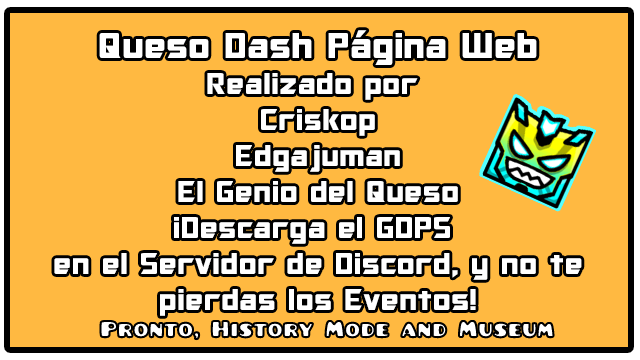 Queso Dash Página Web
Realizado por
Criskop
Edgajuman
El Genio del Queso
¡Descarga el GDPS
en el Servidor de Discord, y no te
pierdas los Eventos!
Pronto, History Mode and Museum